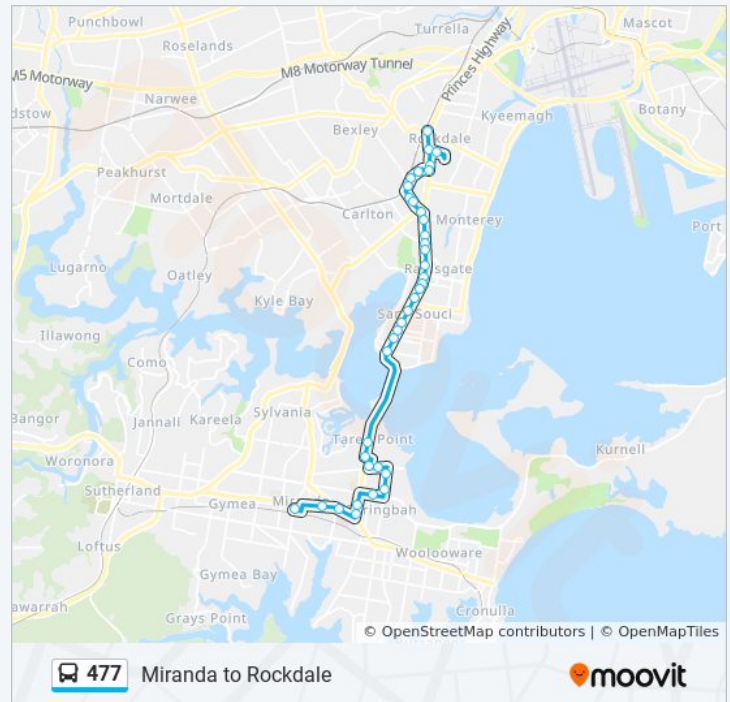 Punchbowl
Turrella
Mascot
Roselands
Princes Highway
M8 Motorway Tunnel
M5 Motorway
Narwee
Kyeemagh
Botany
dstow
Bexley
Rockdale
Peakhurst
Mortdale
Carlton
Monterey
Port
Lugarno
Oatley
Ramsgate
Kyle Bay
Sans Souci
Illawong
Como
Bangor
Jannali
Kareela
Sylvania
Taren Point
Woronora
Kurnell
Sutherland
Gymea
Miranda
ringbah
Loftus
Woolooware
Gymea Bay
awarrah
Grays Point
Cronulla
© OpenStreetMap contributors | © OpenMapTiles
477 Miranda to Rockdale
moovit